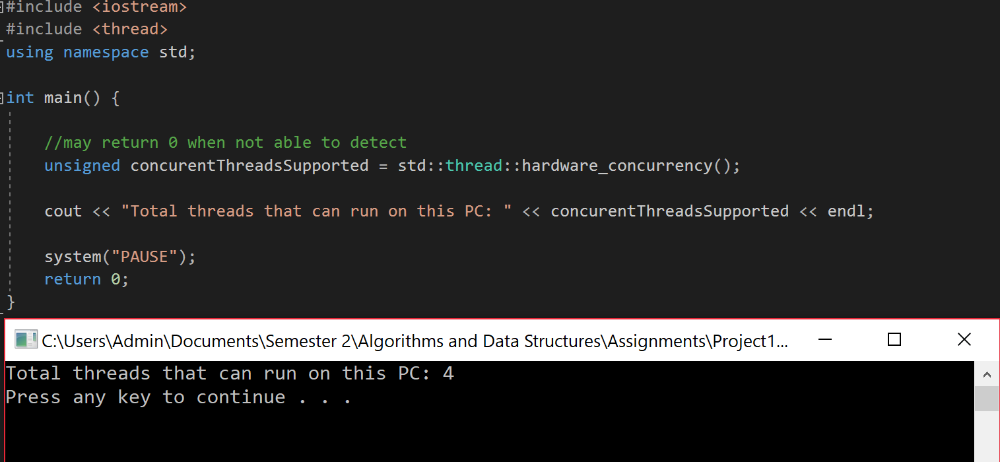 #include <iostream>
#include <thread>
using namespace std;
int main() {
//may return 0 when not able to detect
unsigned concurentThreadsSupported = std::thread::hardware_concurrency();
cout << "Total threads that can run on this PC: " << concurentThreadsSupported << endl;
system("PAUSE");
return 0;
}
C:\Users\Admin\Documents\Semester 2\Algorithms and Data Structures\Assignments\Project1...
Total threads that can run on this PC: 4
Press any key to continue . . .